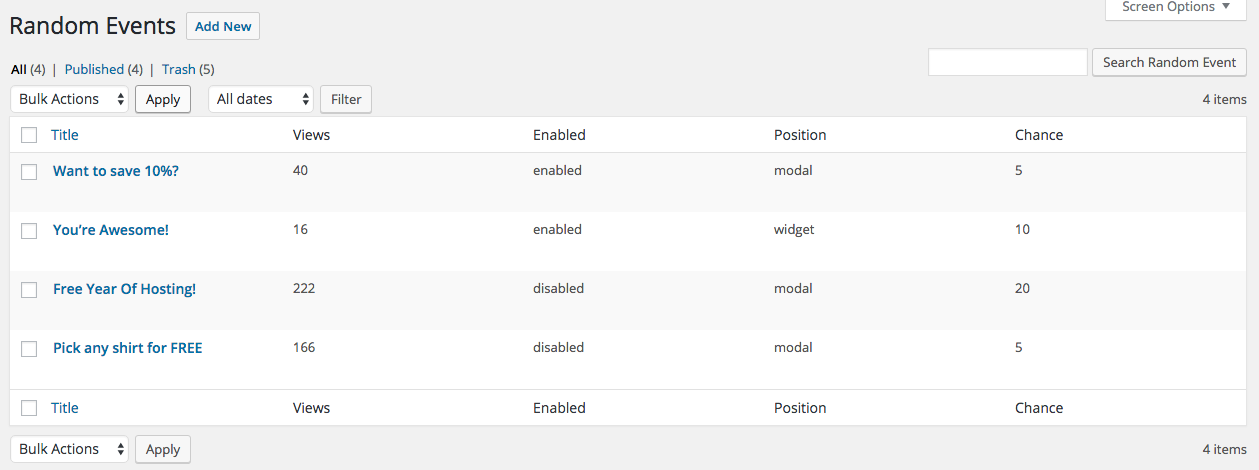 Screen Options
Random Events Add New
All (4) | Published (4) | Trash (5)
Search Random Event
Bulk Actions Apply All dates Filter 4 items
Title Views Enabled Position Chance
Want to save 10%? 40 enabled modal 5
You’re Awesome! 16 enabled widget 10
Free Year Of Hosting! 222 disabled modal 20
Pick any shirt for FREE 166 disabled modal 5
Title Views Enabled Position Chance
Bulk Actions Apply 4 items